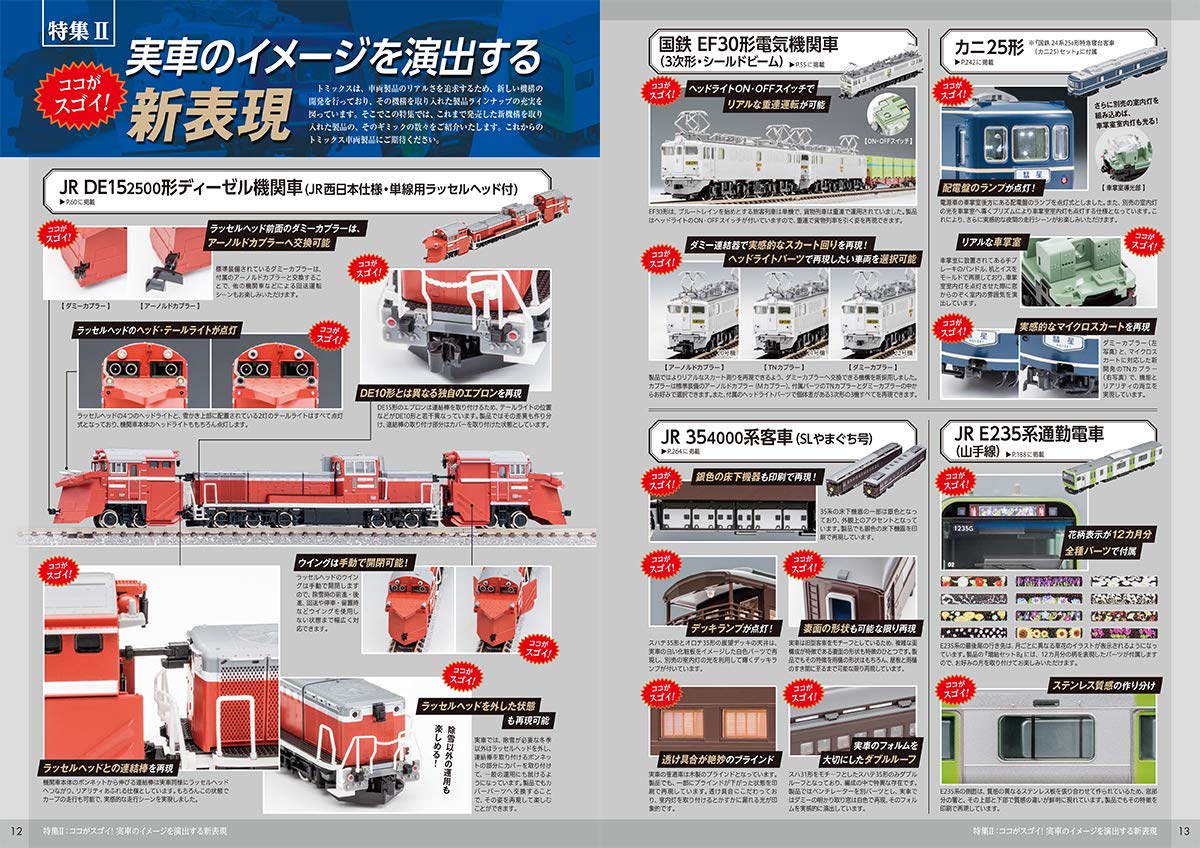 特集Ⅱ
ココが
スゴイ!
実車のイメージを演出する
新表現
トミックスは、車両製品のリアルさを追求するため、新しい機構の
開発を行っており、その機構を取り入れた製品ラインナップの充実を
図っています。そこでこの特集では、これまで発売した新機構を取り
入れた製品の、そのギミックの数々をご紹介いたします。これからの
トミックス車両製品にご期待ください。
JR DE152500形ディーゼル機関車(JR西日本仕様・単線用ラッセルヘッド付)
▶P.60に掲載
ココが
スゴイ!
ラッセルヘッド前面のダミーカプラーは、
アーノルドカプラーへ交換可能
標準装備されているダミーカプラーは、
付属のアーノルドカプラーと交換するこ
とで、他の機関車などによる回送運転
シーンもお楽しみいただけます。
【ダミーカプラー】
【アーノルドカプラー】
ラッセルヘッドのヘッド・テールライトが点灯
ココが
スゴイ!
ラッセルヘッドの4つのヘッドライトと、雪かき上部に配置されている2灯のテールライトはすべて点灯
式となっており、機関車本体のヘッドライトももちろん点灯します。
ココが
スゴイ!
DE10形とは異なる独自のエプロンを再現
DE15形のエプロンは連結棒を取り付けるため、テールライトの位置
などがDE10形と若干異なっています。製品ではその差異も作り分
け、連結棒の取り付け部分はカバーを取り付けた状態としています。
ココが
スゴイ!
ラッセルヘッドとの連結棒を再現
機関車本体のボンネットから伸びる連結棒は実車同様にラッセルヘッド
へつながり、リアリティあふれる仕様としています。もちろんこの状態で
カーブの走行も可能で、実感的な走行シーンを実現しました。
ウイングは手動で開閉可能!
ラッセルヘッドのウイン
グは手動で開閉します
ので、除雪時の前進・後
進、回送や停車・留置時
などウイングを使用し
ない状態まで幅広く対
応できます。
ココが
スゴイ!
ココが
スゴイ!
ラッセルヘッドを外した状態
も再現可能
除雪以外の運用も
楽しめる!
実車では、除雪が必要な冬季
以外はラッセルヘッドを外し、
連結棒を取り付けるボンネッ
トの部分にカバーを取り付け
て、一般の運用にも就けるよ
うになっています。製品でもカ
バーパーツへ交換すること
で、その姿を再現して楽しむ
ことができます。
12
特集Ⅱ:ココがスゴイ! 実車のイメージを演出する新表現
国鉄 EF30形電気機関車
(3次形・シールドビーム)
▶P.55に掲載
ココが
スゴイ!
ヘッドライトON・OFFスイッチで
リアルな重連運転が可能
【ON・OFFスイッチ】
EF30形は、ブルートレインを始めとする旅客列車は単機で、貨物列車は重連で運用されていました。製品
はヘッドライトのON・OFFスイッチが付いていますので、重連で貨物列車を引く姿を再現できます。
ココが
スゴイ!
ダミー連結器で実感的なスカート回りを再現!
ヘッドライトパーツで再現したい車両を選択可能
【アーノルドカプラー】
【TNカプラー】
【ダミーカプラー】
製品ではよりリアルなスカート周りを再現できるよう、ダミーカプラーへ交換できる機構を新採用しました。
カプラーは標準装備のアーノルドカプラー(Mカプラー)、付属パーツのTNカプラーとダミーカプラーの中か
らお好みで選択できます。また、付属のヘッドライトパーツで個体差がある3次形の3機すべてを再現できます。
カニ25形
※『国鉄 24系25形特急寝台客車
(カニ25)セット』に付属
▶P.242に掲載
ココが
スゴイ!
彗星
さらに別売の室内灯を
組み込めば、
車掌室室内灯も光る!
【車掌室導光部】
配電盤のランプが点灯!
電源車の車掌室後方にある配電盤のランプを点灯式としました。また、別売の室内灯
の光を車掌室へ導くプリズムにより車掌室室内灯も点灯する仕様となっています。こ
れにより、さらに実感的な夜間の走行シーンがお楽しみいただけます。
リアルな車掌室
ココが
スゴイ!
車掌室に設置されている手ブ
レーキのハンドル、机とイスを
モールドで再現しており、車掌
室室内灯を点灯させた際に窓
からのぞく室内の雰囲気を演
出しています。
ココが
スゴイ!
実感的なマイクロスカートを再現
彗星
ダミーカプラー(左
写真)と、マイクロス
カートに対応した新
開発のTNカプラー
(右写真)で、機能と
リアリティの両立を
実現しています。
JR 354000系客車(SLやまぐち号)
▶P.264に掲載
ココが
スゴイ!
銀色の床下機器も印刷で再現!
35系の床下機器の一部は銀色となっ
ており、外観上のアクセントとなって
います。製品でも銀色の床下機器を印
刷で再現しています。
ココが
スゴイ!
デッキランプが点灯!
スハテ35形とオロテ35形の展望デッキの天井は、
実車の白い化粧板をイメージした白色パーツで再
現し、別売の室内灯の光を利用して輝くデッキラン
プが付いています。
ココが
スゴイ!
妻面の形状も可能な限り再現
実車は旧型客車をモチーフとしているため、複雑な面
構成が特徴である妻面の形状も特徴のひとつです。製
品でもその特徴を雨樋の形状はもちろん、屋根と雨樋
のすき間に至るまで可能な限り再現しています。
ココが
スゴイ!
透け具合が絶妙のブラインド
実車の普通車は木製のブラインドとなっています。製
品でも、一部にブラインドが下がった状態を印
刷で再現しています。透け具合にこだわってお
り、室内灯を取り付けるとかすかに漏れる光が印
象的です。
ココが
スゴイ!
実車のフォルムを
大切にしたダブルルーフ
スハ31形をモチーフとしたスハテ35形のみダブル
ルーフとなっており、編成の中で特異な存在です。
製品ではベンチレーターを別パーツとし、実車で
はダミーの明かり取り窓は白色で再現、そのフォル
ムを実感的に演出しています。
JR E235系通勤電車
(山手線)
▶P.188に掲載
ココが
スゴイ!
1235G
02
花柄表示が12カ月分
全種パーツで付属
E235系の最後尾の行き先は、月ごとに異なる草花のイラストが表示されるようになっ
ています。製品の『増結セットB』には、12カ月分の柄を表現したパーツが付属します
ので、お好みの月を取り付けてお楽しみいただけます。
ココが
スゴイ!
ステンレス質感の作り分け
E235系の側面は、質感の異なるステンレス板を張り合わせて作られているため、窓部
分の帯と、その上部と下部で質感の違いが鮮明に現れています。製品でもその特徴を
印刷で再現しています。
特集Ⅱ:ココがスゴイ! 実車のイメージを演出する新表現
13